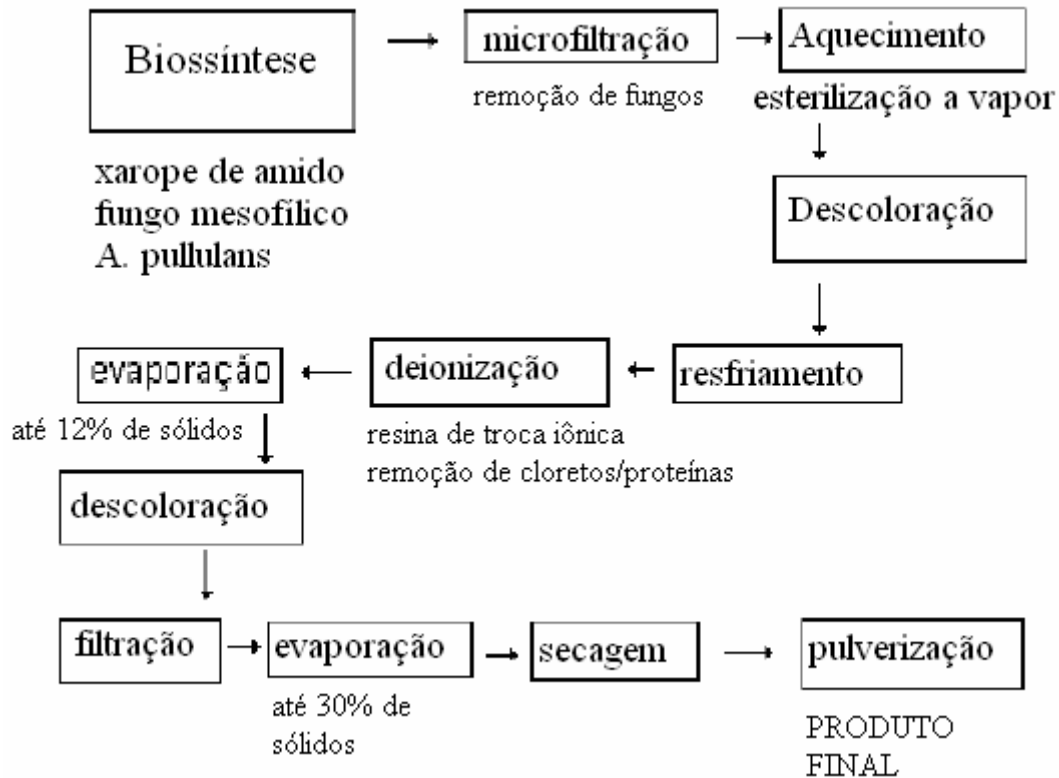 Biossíntese
xarope de amido
fungo mesofílico
A. pullulans
microfiltração
remoção de fungos
Aquecimento
esterilização a vapor
Descoloração
resfriamento
deionização
resina de troca iônica
remoção de cloretos/proteínas
evaporação
até 12% de sólidos
descoloração
filtração
evaporação
até 30% de
sólidos
secagem
pulverização
PRODUTO
FINAL